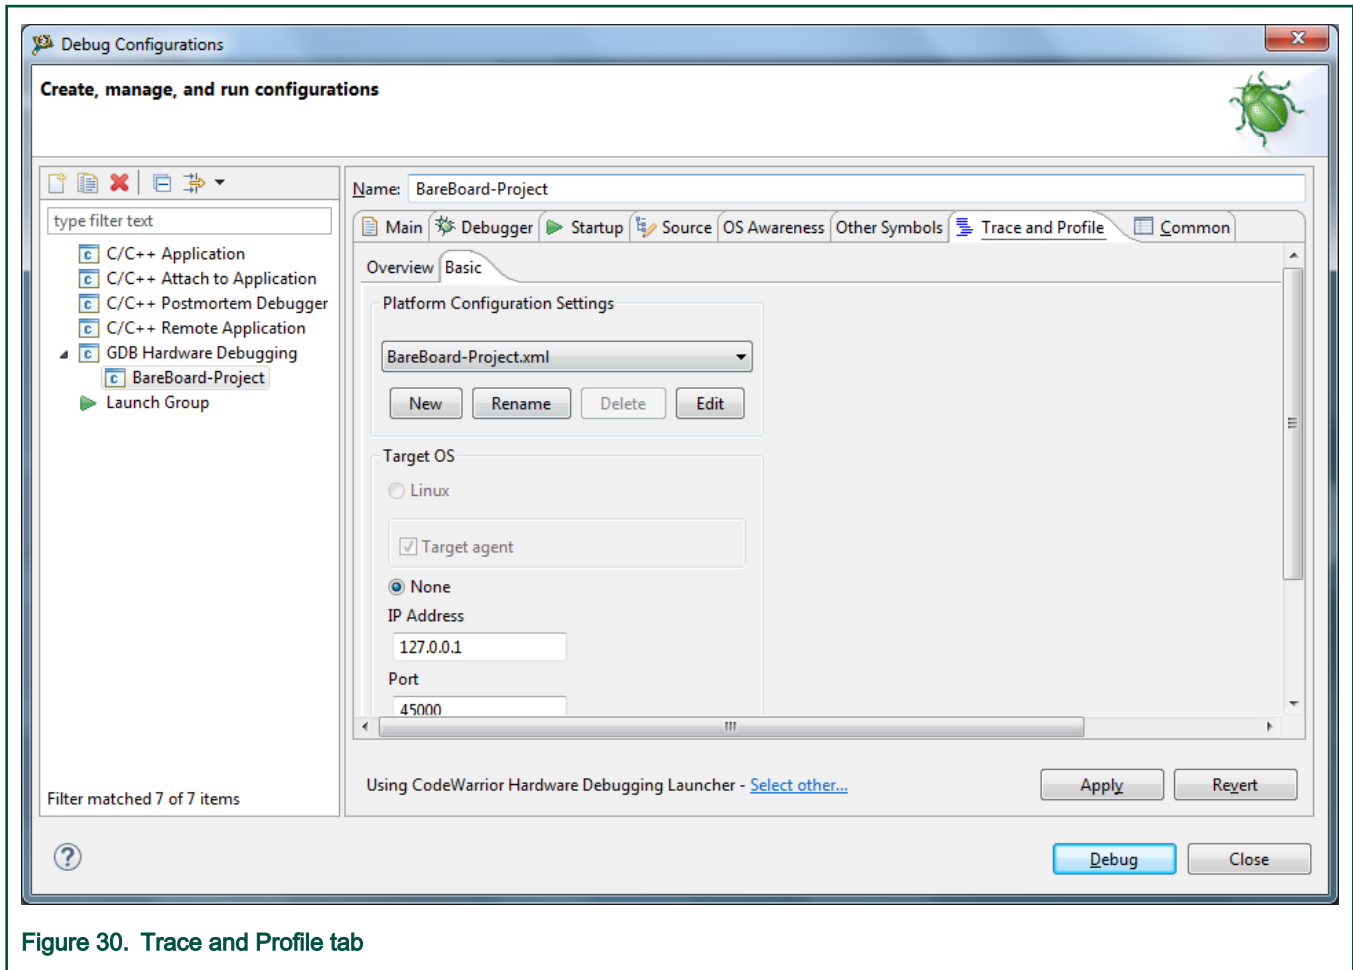 Debug Configurations
Create, manage, and run configurations
type filter text
C/C++ Application
C/C++ Attach to Application
C/C++ Postmortem Debugger
C/C++ Remote Application
GDB Hardware Debugging
BareBoard-Project
Launch Group
Filter matched 7 of 7 items
Name: BareBoard-Project
Main Debugger Startup Source OS Awareness Other Symbols Trace and Profile Common
Overview Basic
Platform Configuration Settings
BareBoard-Project.xml
New Rename Delete Edit
Target OS
Linux
Target agent
None
IP Address
127.0.0.1
Port
45000
Using CodeWarrior Hardware Debugging Launcher - Select other...
Apply Revert
Debug Close
Figure 30. Trace and Profile tab